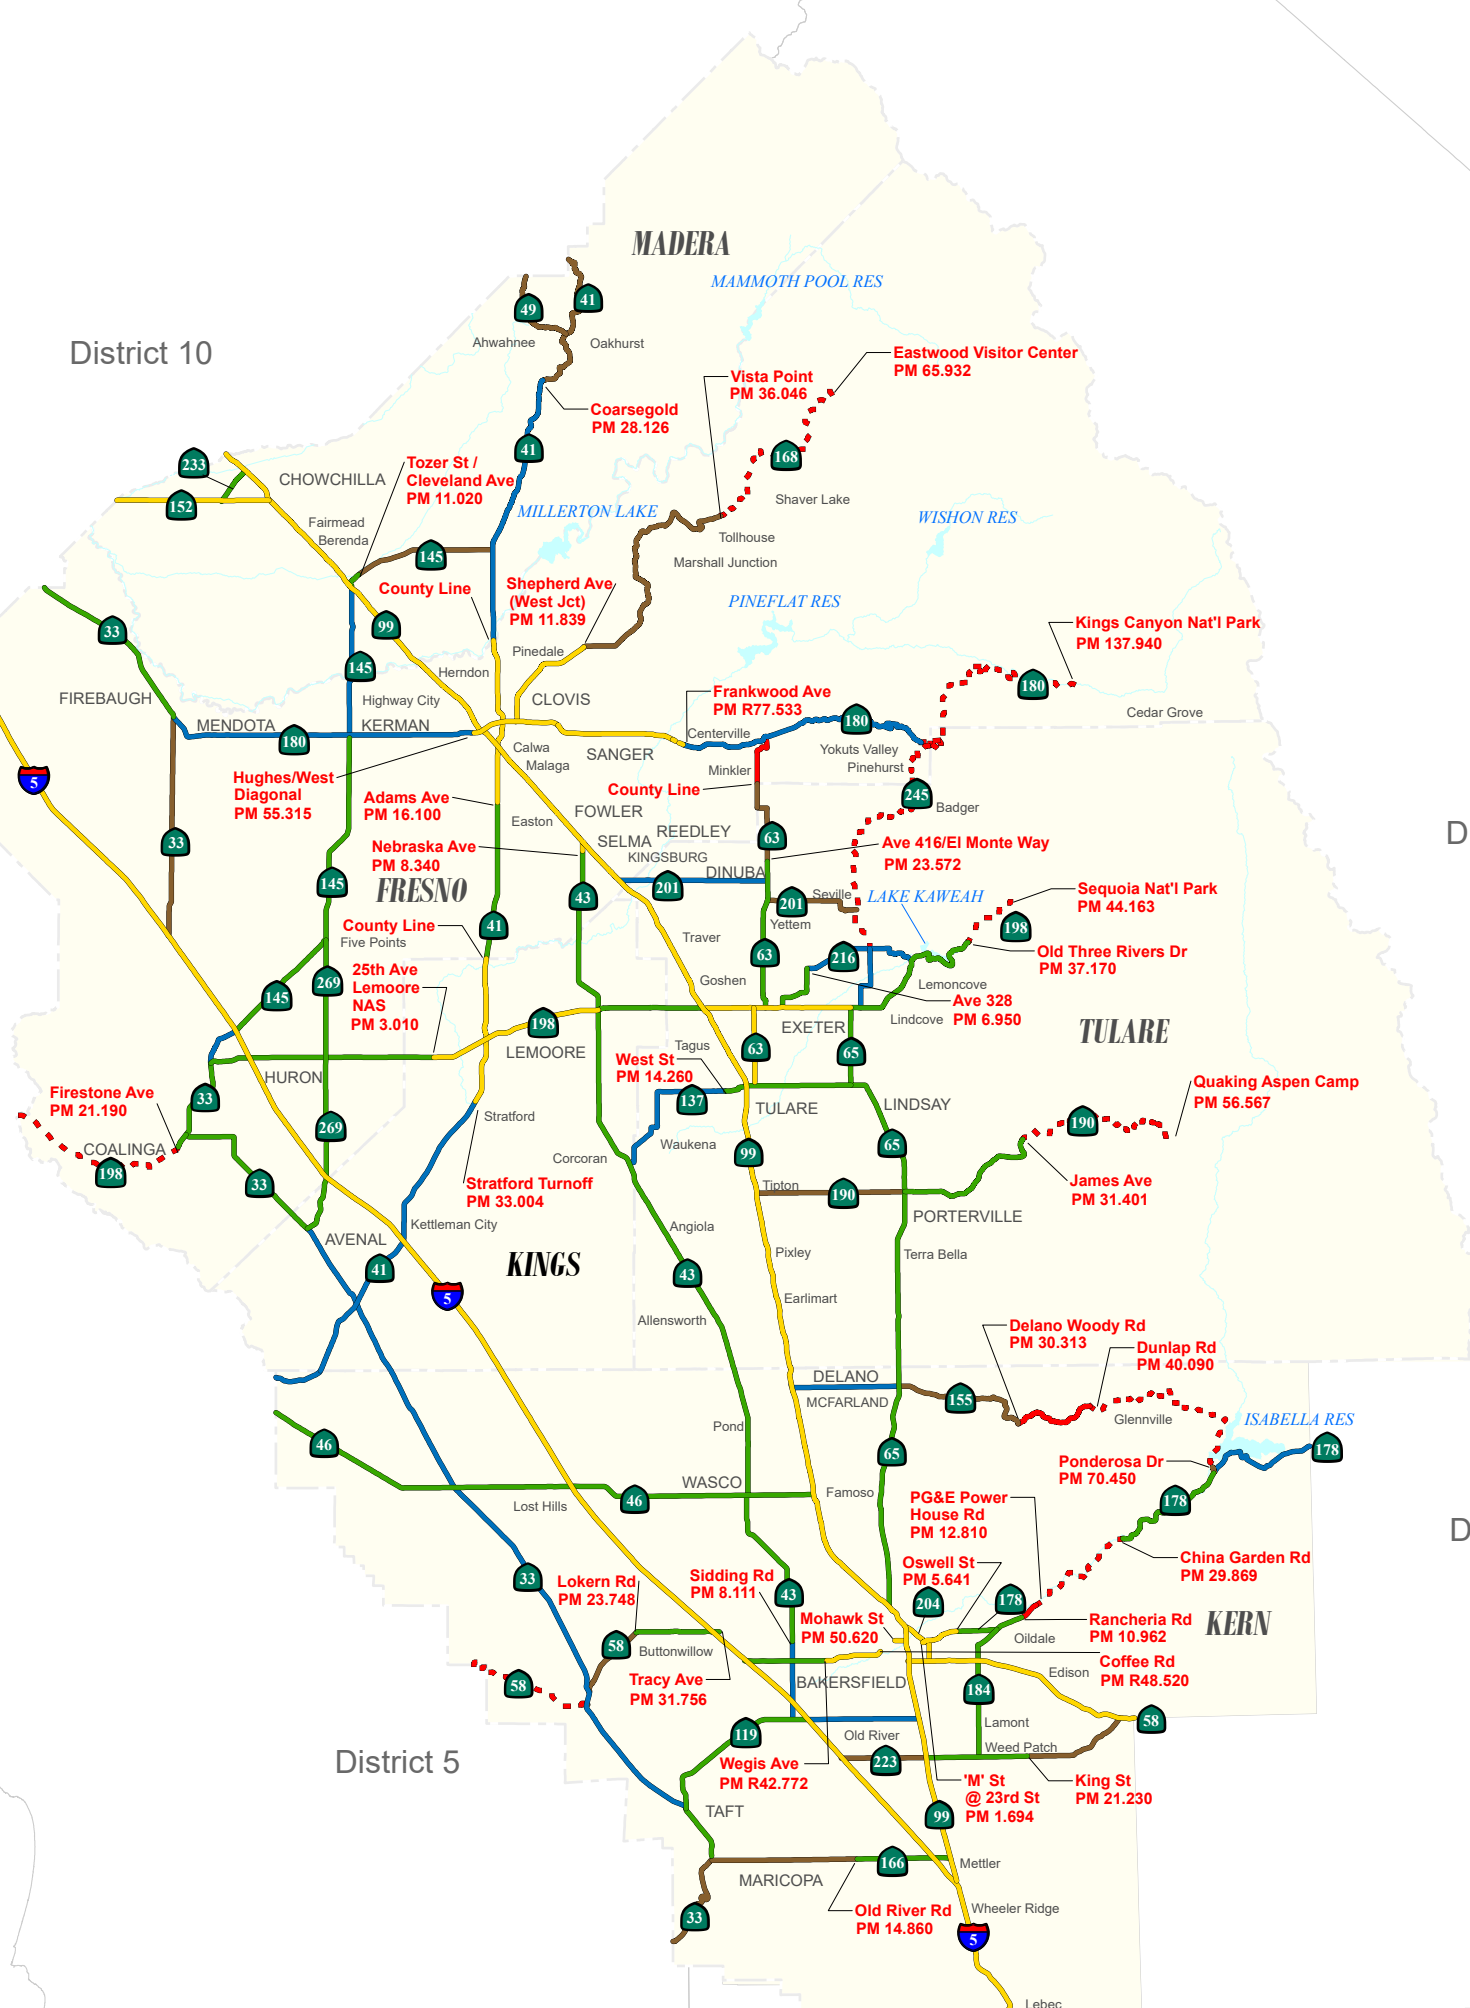 MADERA
MAMMOTH POOL RES
49
41
Ahwahnee
Oakhurst
District 10
Eastwood Visitor Center
PM 65.932
Vista Point
PM 36.046
Coarsegold
PM 28.126
41
168
233
CHOWCHILLA
Tozer St /
Cleveland Ave
PM 11.020
152
Shaver Lake
Fairmead
Berenda
MILLERTON LAKE
WISHON RES
Tollhouse
145
Marshall Junction
County Line
Shepherd Ave
(West Jct)
PM 11.839
PINEFLAT RES
33
99
Kings Canyon Nat'l Park
PM 137.940
Pinedale
145
Herndon
180
FIREBAUGH
Highway City
CLOVIS
Frankwood Ave
PM R77.533
Cedar Grove
MENDOTA
KERMAN
180
Centerville
180
Calwa
Malaga
SANGER
Yokuts Valley
Pinehurst
5
Minkler
Hughes/West
Diagonal
PM 55.315
County Line
Adams Ave
PM 16.100
245
Badger
FOWLER
Easton
33
SELMA
REEDLEY
63
D
Nebraska Ave
PM 8.340
KINGSBURG
Ave 416/El Monte Way
PM 23.572
DINUBA
145
FRESNO
201
Seville
LAKE KAWEAH
Sequoia Nat'l Park
PM 44.163
43
201
County Line
41
Yettem
198
Five Points
Traver
63
216
Old Three Rivers Dr
PM 37.170
25th Ave
Lemoore
NAS
PM 3.010
269
Goshen
Lemoncove
145
Ave 328
PM 6.950
198
EXETER
Lindcove
TULARE
LEMOORE
Tagus
63
65
West St
PM 14.260
HURON
Firestone Ave
PM 21.190
33
137
TULARE
LINDSAY
Quaking Aspen Camp
PM 56.567
Stratford
269
190
COALINGA
198
Corcoran
Waukena
99
65
33
Stratford Turnoff
PM 33.004
Tipton
190
James Ave
PM 31.401
Kettleman City
Angiola
PORTERVILLE
AVENAL
Pixley
Terra Bella
KINGS
41
43
5
Earlimart
Allensworth
Delano Woody Rd
PM 30.313
Dunlap Rd
PM 40.090
DELANO
MCFARLAND
155
Glennville
ISABELLA RES
Pond
46
65
178
Ponderosa Dr
PM 70.450
WASCO
Lost Hills
46
Famoso
PG&E Power
House Rd
PM 12.810
178
D
Oswell St
PM 5.641
China Garden Rd
PM 29.869
33
Lokern Rd
PM 23.748
Sidding Rd
PM 8.111
43
204
178
Mohawk St
PM 50.620
Rancheria Rd
PM 10.962
KERN
Oildale
58
Buttonwillow
Coffee Rd
PM R48.520
Tracy Ave
PM 31.756
58
BAKERSFIELD
Edison
184
119
Old River
Lamont
58
District 5
Weed Patch
Wegis Ave
PM R42.772
223
'M' St
@ 23rd St
PM 1.694
King St
PM 21.230
TAFT
99
166
Mettler
MARICOPA
Old River Rd
PM 14.860
33
Wheeler Ridge
5
Lebec